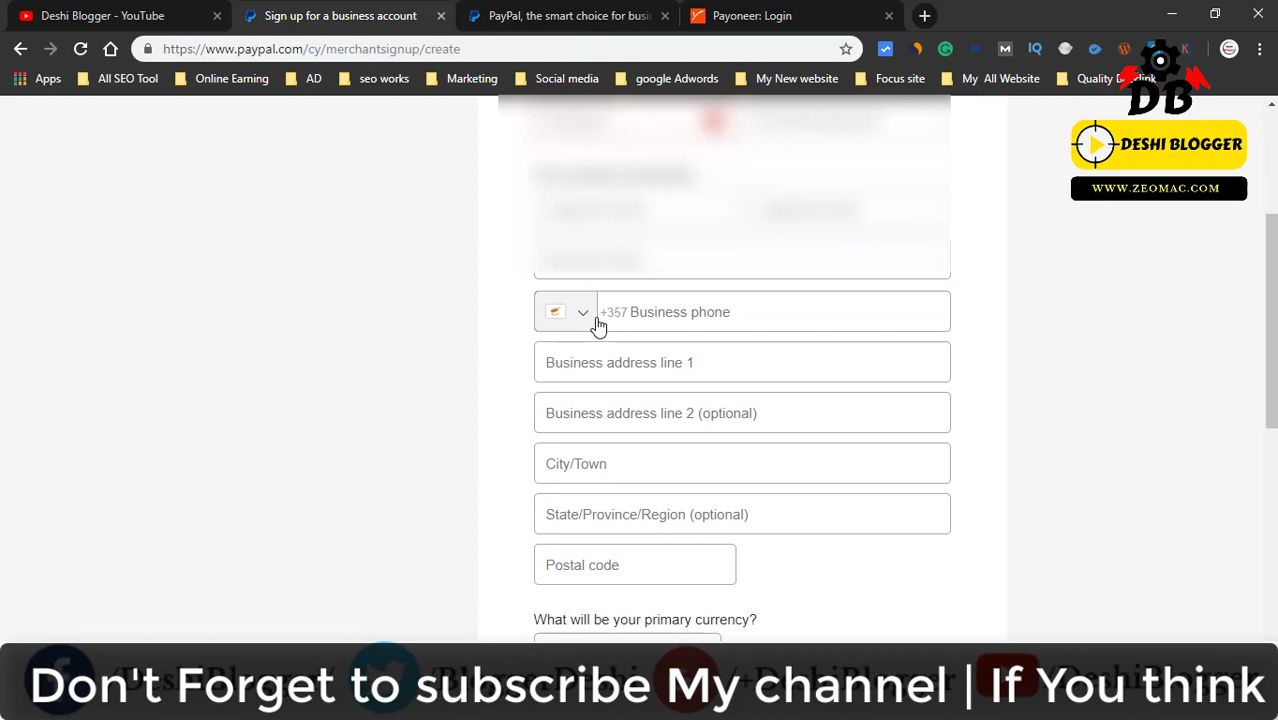 Deshi Blogger - YouTube
Sign up for a business account
PayPal, the smart choice for busi
Payoneer: Login
https://www.paypal.com/cy/merchantsignup/create
Apps
All SEO Tool
Online Earning
AD
seo works
Marketing
Social media
google Adwords
My New website
Focus site
My All Website
DB
DESHI BLOGGER
WWW.ZEOMAC.COM
+357 Business phone
Business address line 1
Business address line 2 (optional)
City/Town
State/Province/Region (optional)
Postal code
What will be your primary currency?
Don't Forget to subscribe My channel | If You think